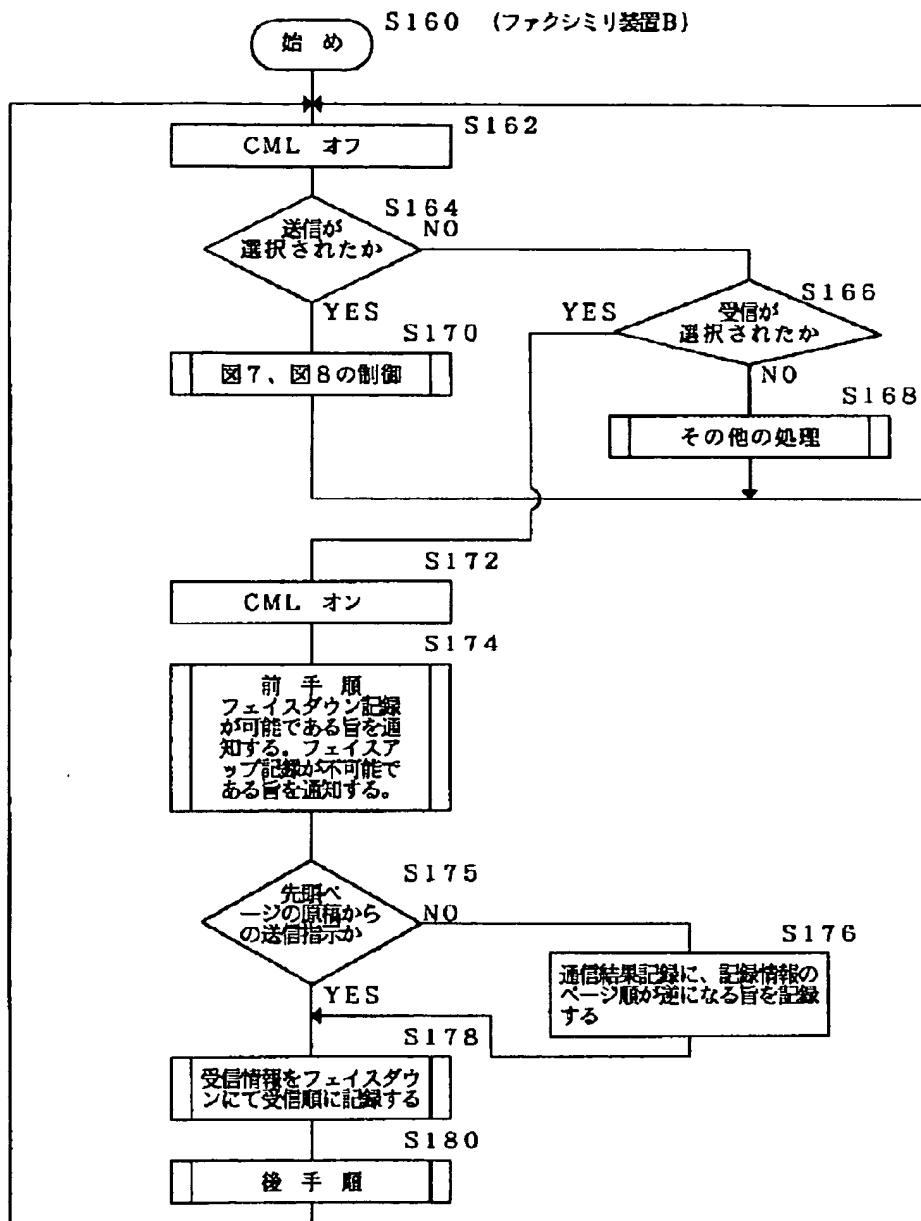 S160 (ファクシミリ装置B)
始 め
S162
CML オフ
S164
送信が
選択されたか
NO
YES
S166
受信が
選択されたか
YES
NO
S170
図7、図8の制御
S168
その他の処理
S172
CML オン
S174
前 手 順
フェイスダウン記録
が可能である旨を通
知する。フェイスア
ップ記録が不可能で
ある旨を通知する。
S175
先頭ペ
ージの原稿から
の送信指示か
NO
YES
S176
通信結果記録に、記録情報の
ページ順が逆になる旨を記録
する
S178
受信情報をフェイスダウ
ンにて受信順に記録する
S180
後 手 順